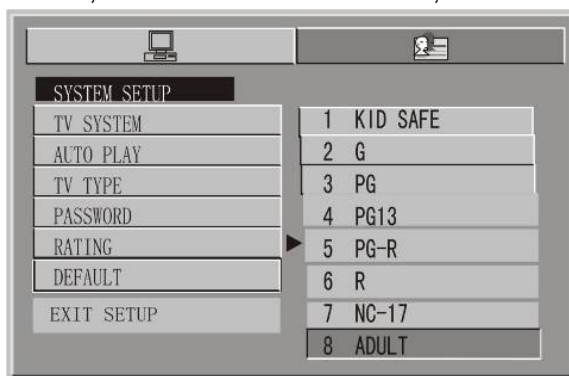 SYSTEM SETUP
TV SYSTEM
AUTO PLAY
TV TYPE
PASSWORD
RATING
DEFAULT
EXIT SETUP
1 KID SAFE
2 G
3 PG
4 PG13
5 PG-R
6 R
7 NC-17
8 ADULT